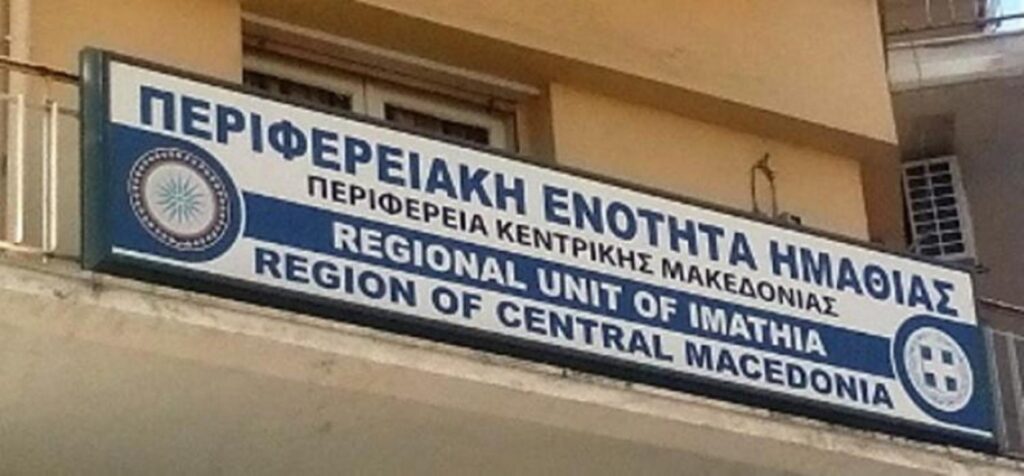 ΠΕΡΙΦΕΡΕΙΑΚΗ ΕΝΟΤΗΤΑ ΗΜΑΘΙΑΣ
ΠΕΡΙΦΕΡΕΙΑ ΚΕΝΤΡΙΚΗΣ ΜΑΚΕΔΟΝΙΑΣ
REGIONAL UNIT OF IMATHIA
REGION OF CENTRAL MACEDONIA